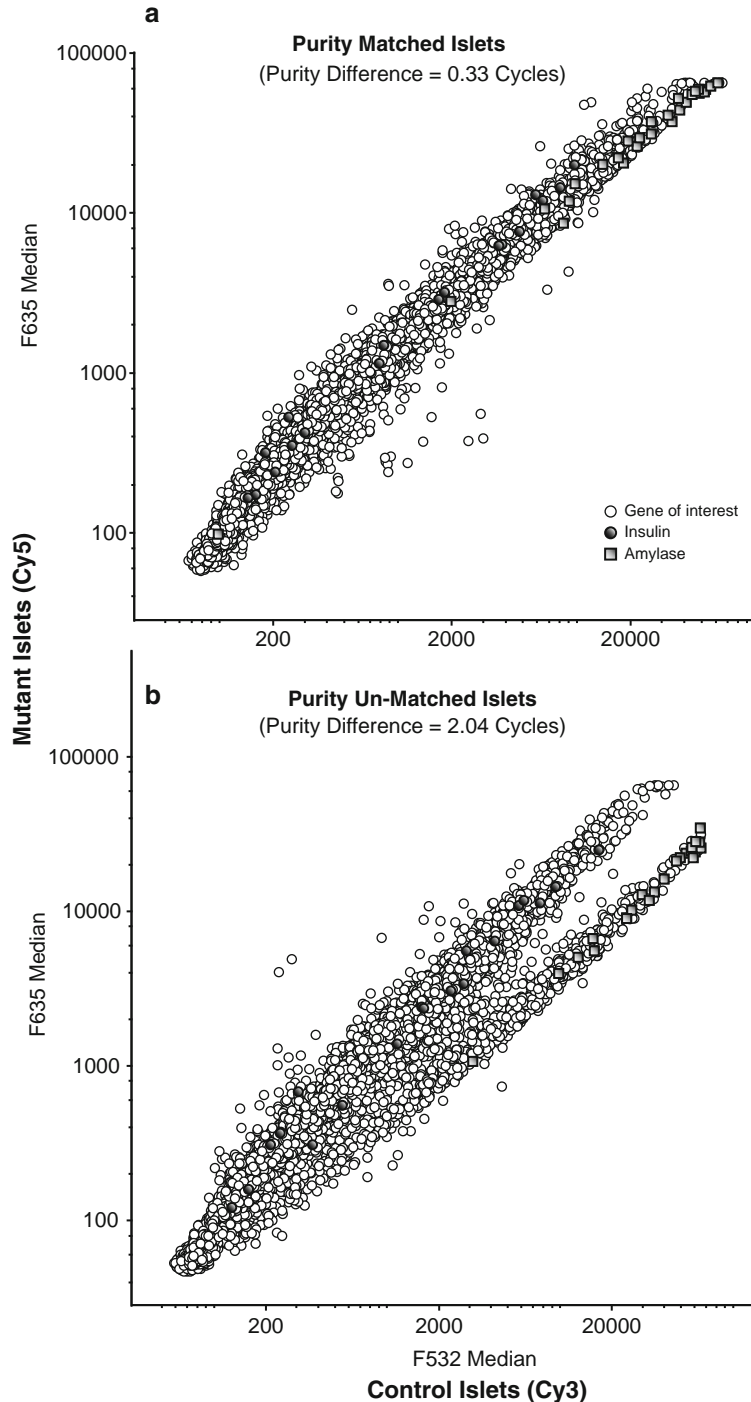 a
Purity Matched Islets
(Purity Difference = 0.33 Cycles)
100000
10000
1000
100
F635 Median
Gene of interest
Insulin
Amylase
200
2000
20000
Mutant Islets (Cy5)
b
Purity Un-Matched Islets
(Purity Difference = 2.04 Cycles)
100000
10000
1000
100
F635 Median
200
2000
20000
F532 Median
Control Islets (Cy3)